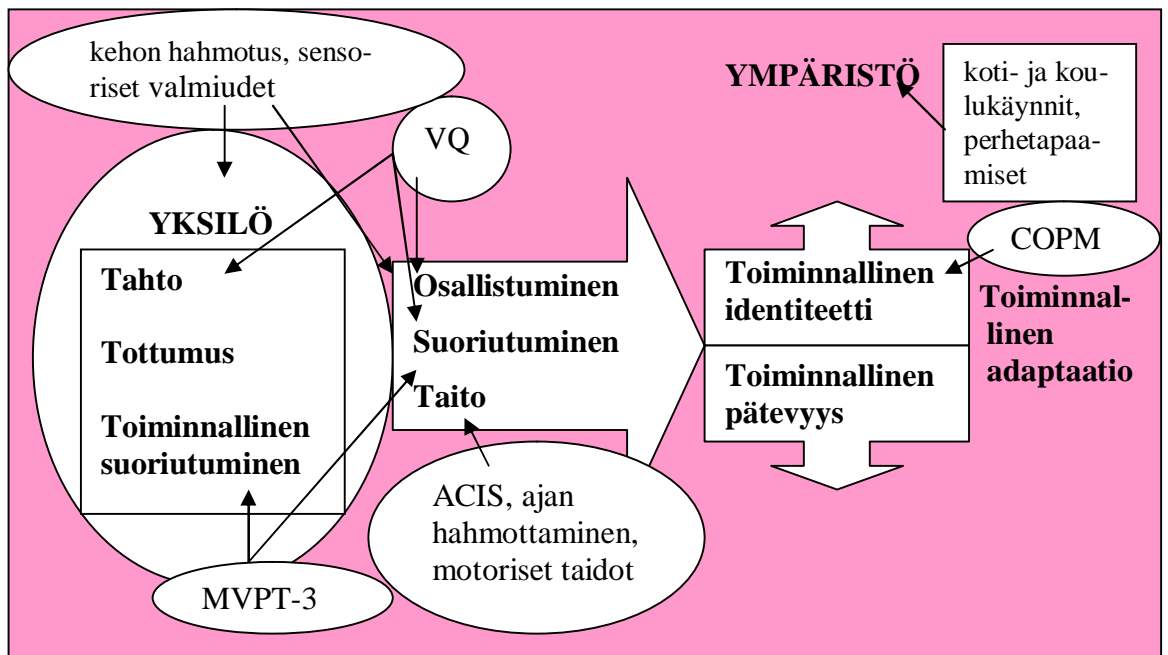 kehon hahmotus, senso-
riset valmiudet
VQ
YMPÄRISTÖ
koti- ja kou-
lukäynnit,
perhetapaa-
miset
YKSILÖ
Tahto
Tottumus
Toiminnallinen
suoriutuminen
Osallistuminen
Suoriutuminen
Taito
Toiminnallinen
identiteetti
Toiminnallinen
pätevyys
COPM
Toiminnal-
linen
adaptaatio
ACIS, ajan
hahmottaminen,
motoriset taidot
MVPT-3